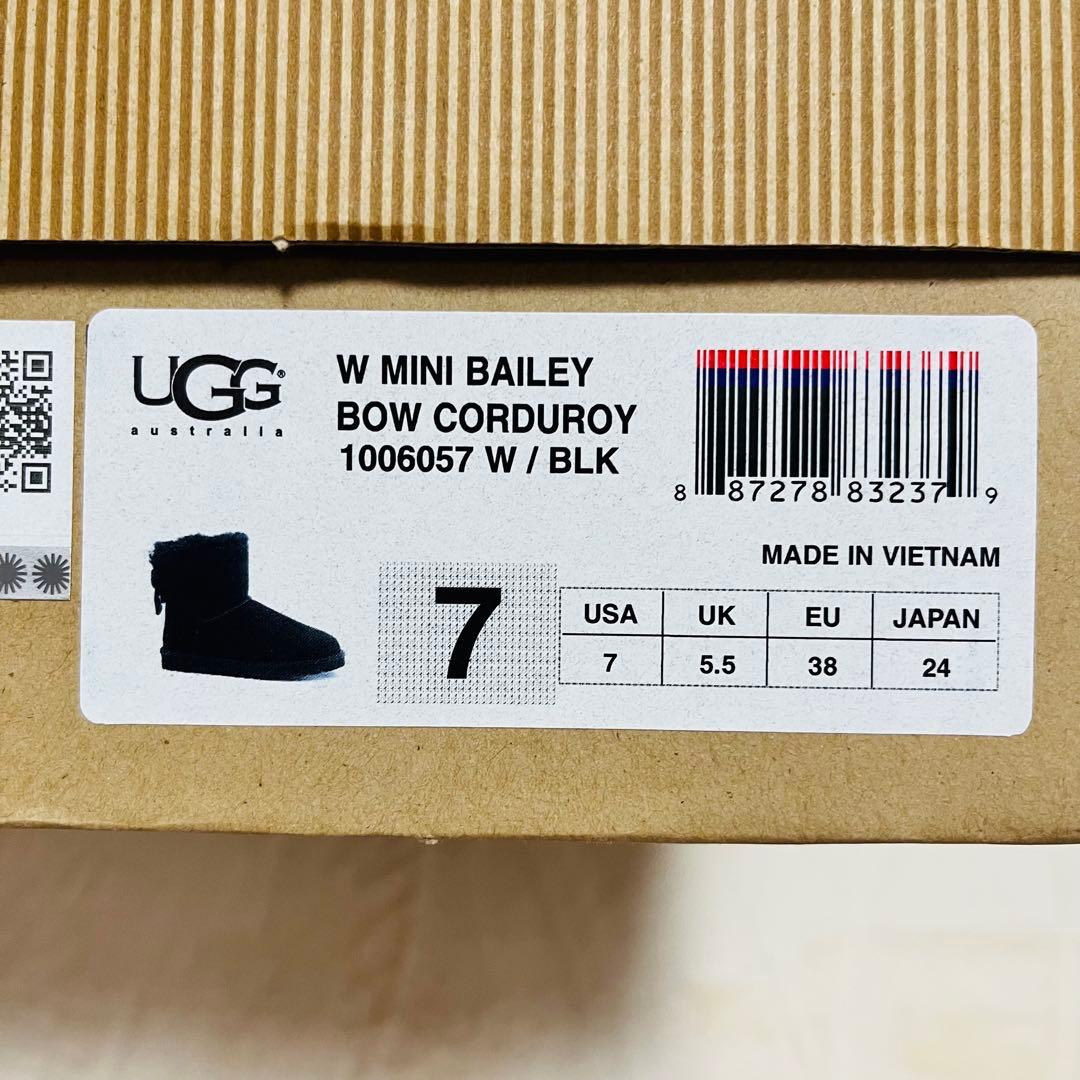 UGG®
australia
W MINI BAILEY
BOW CORDUROY
1006057 W / BLK
8 87278 83237 9
MADE IN VIETNAM
7
USA UK EU JAPAN
7 5.5 38 24